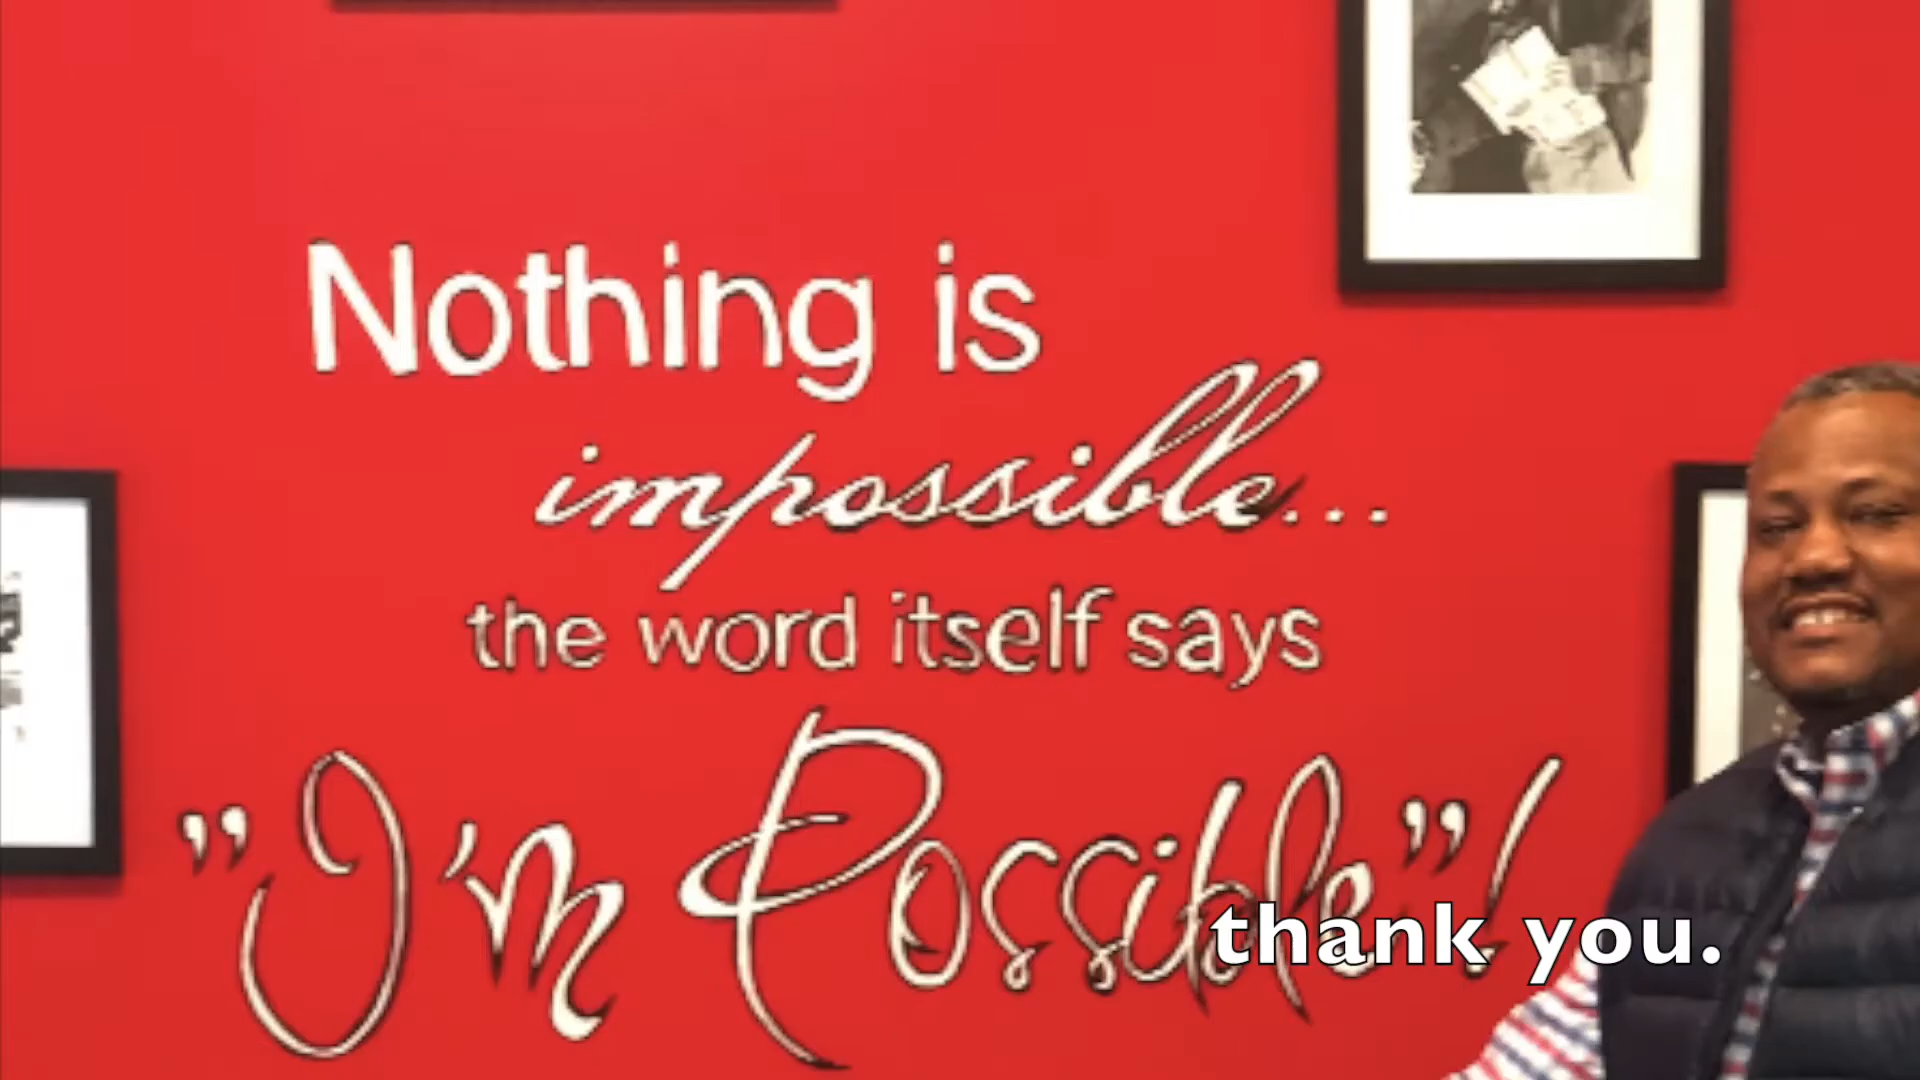 Nothing is
impossible...
the word itself says
"I'm Possible"!
thank you.